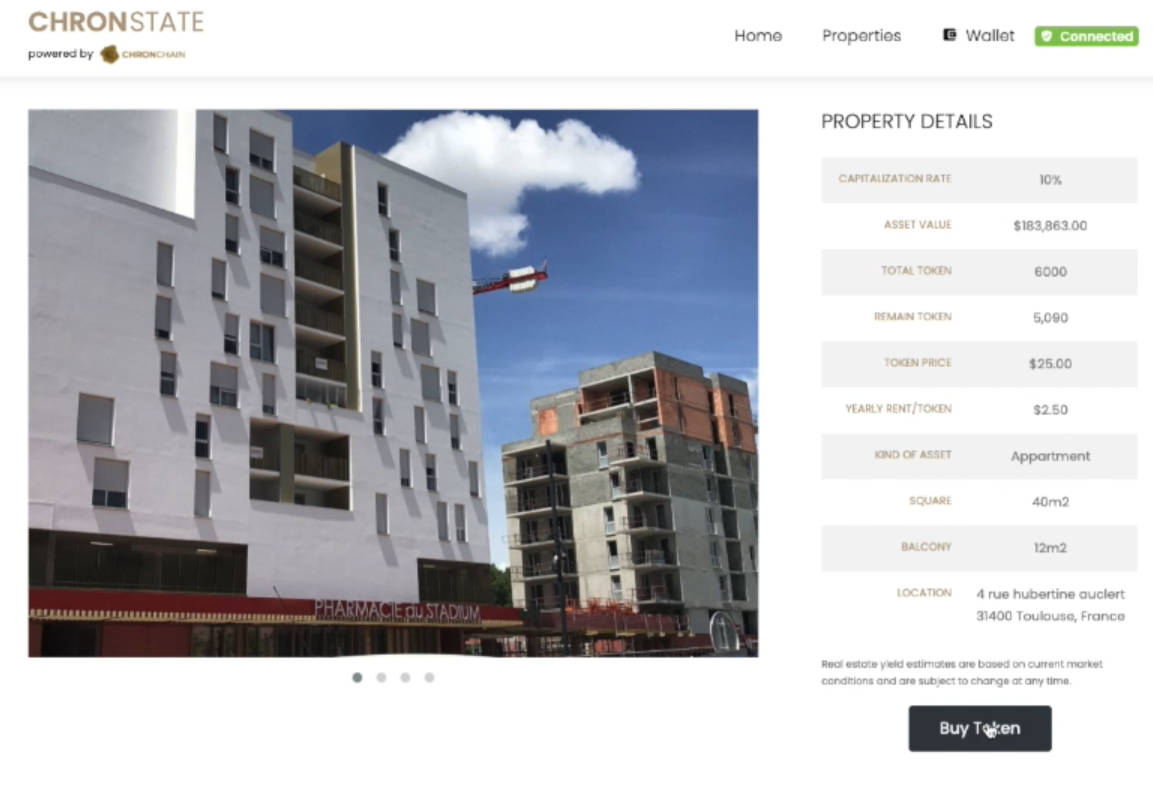 CHRONSTATE
powered by CHRONCHAIN
Home Properties Wallet Connected
PROPERTY DETAILS
CAPITALIZATION RATE 10%
ASSET VALUE $183,863.00
TOTAL TOKEN 6000
REMAIN TOKEN 5,090
TOKEN PRICE $25.00
YEARLY RENT/TOKEN $2.50
KIND OF ASSET Appartment
SQUARE 40m2
BALCONY 12m2
LOCATION 4 rue hubertine auclert
31400 Toulouse, France
PHARMACIE du STADIUM
Real estate yield estimates are based on current market
conditions and are subject to change at any time.
Buy Token